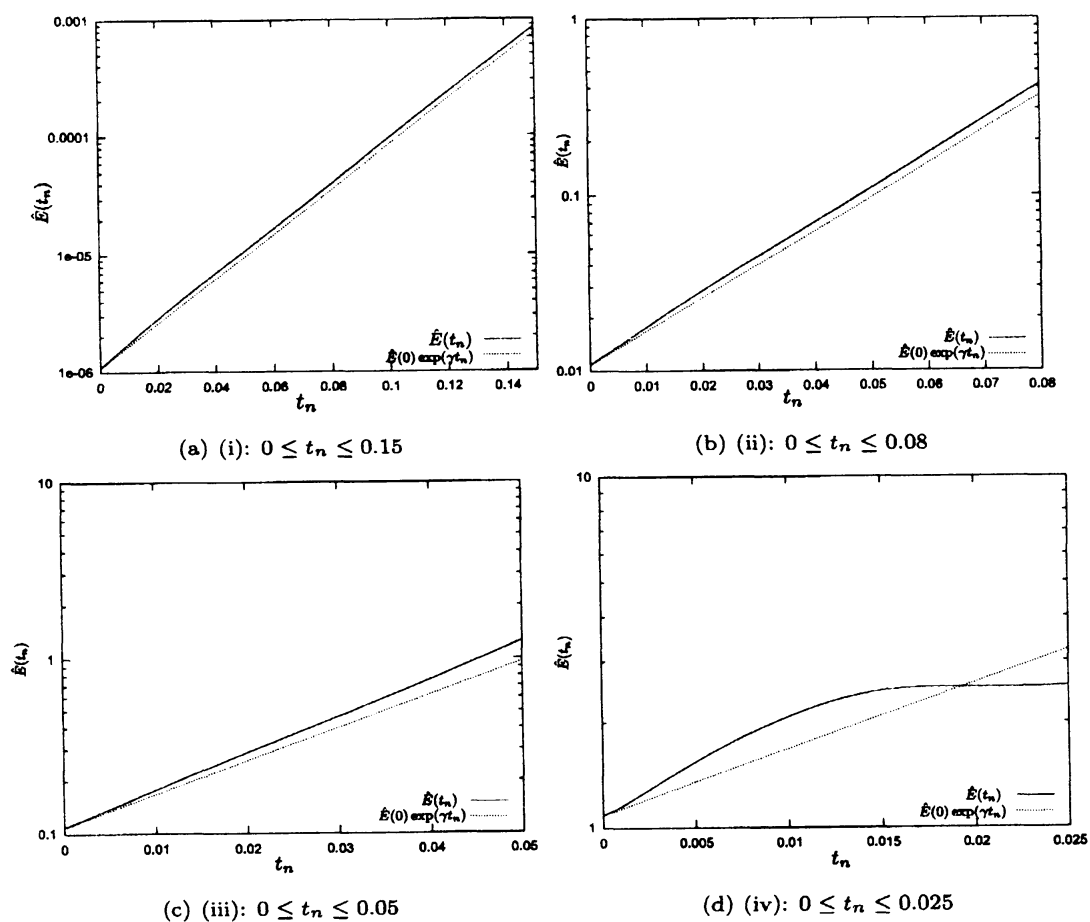 0.001
0.0001
1e-05
1e-06
Ê(t_n)
0 0.02 0.04 0.06 0.08 0.1 0.12 0.14
t_n
Ê(t_n)
Ê(0) exp(γt_n)
(a) (i): 0 ≤ t_n ≤ 0.15
1
0.1
0.01
Ê(t_n)
0 0.01 0.02 0.03 0.04 0.05 0.06 0.07 0.08
t_n
Ê(t_n)
Ê(0) exp(γt_n)
(b) (ii): 0 ≤ t_n ≤ 0.08
10
1
0.1
Ê(t_n)
0 0.01 0.02 0.03 0.04 0.05
t_n
Ê(t_n)
Ê(0) exp(γt_n)
(c) (iii): 0 ≤ t_n ≤ 0.05
10
1
Ê(t_n)
0 0.005 0.01 0.015 0.02 0.025
t_n
Ê(t_n)
Ê(0) exp(γt_n)
(d) (iv): 0 ≤ t_n ≤ 0.025